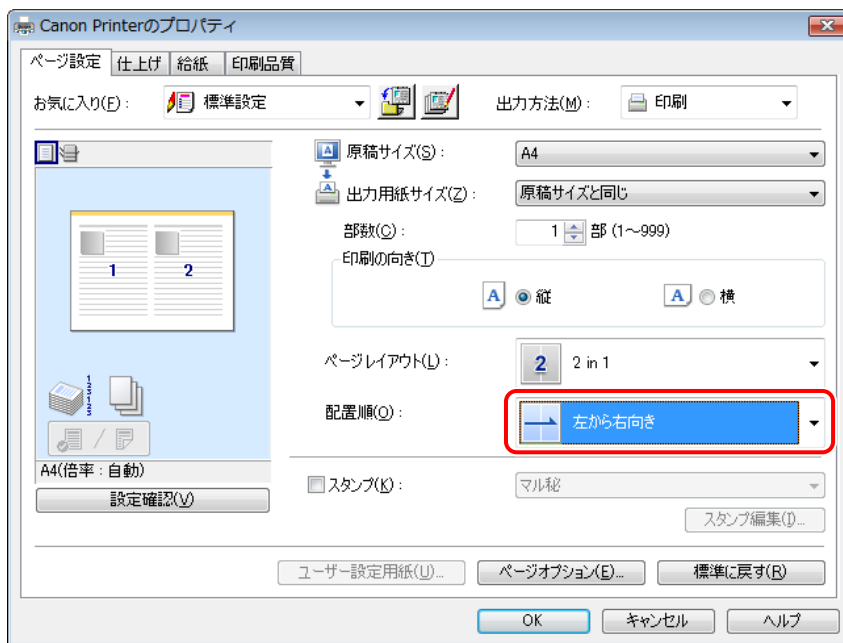 Canon Printerのプロパティ
ページ設定 仕上げ 給紙 印刷品質
お気に入り(F): 標準設定 出力方法(M): 印刷
原稿サイズ(S): A4
出力用紙サイズ(Z): 原稿サイズと同じ
部数(C): 1 部 (1～999)
印刷の向き(T)
A 縦 A 横
1 2
ページレイアウト(L): 2 2 in 1
配置順(O): 左から右向き
A4(倍率:自動)
設定確認(V)
スタンプ(K): マル秘
スタンプ編集(I)...
ユーザー設定用紙(U)... ページオプション(E)... 標準に戻す(R)
OK キャンセル ヘルプ